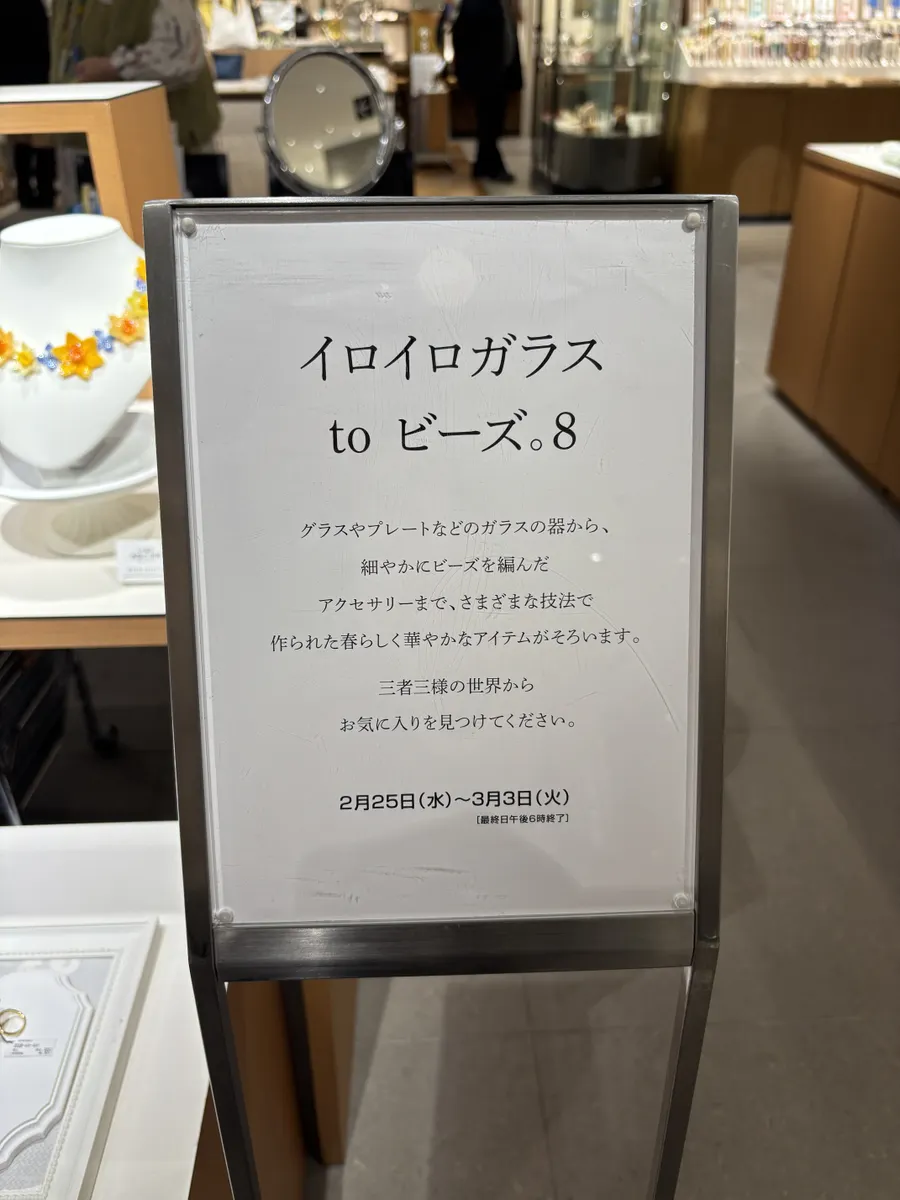 イロイロガラス
to ビーズ。8
グラスやプレートなどのガラスの器から、
細やかにビーズを編んだ
アクセサリーまで、さまざまな技法で
作られた春らしく華やかなアイテムがそろいます。
三者三様の世界から
お気に入りを見つけてください。
2月25日(水)〜3月3日(火)
[最終日午後6時終了]